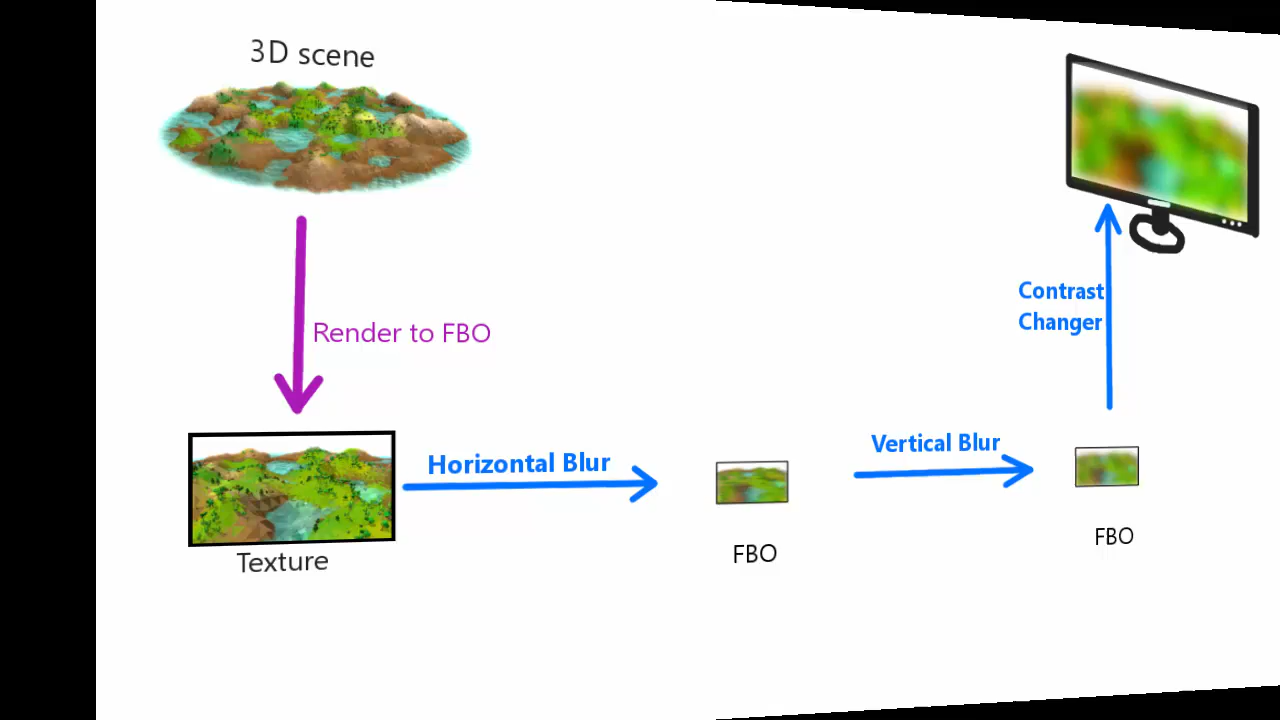 3D scene
Render to FBO
Texture
Horizontal Blur
FBO
Vertical Blur
FBO
Contrast
Changer